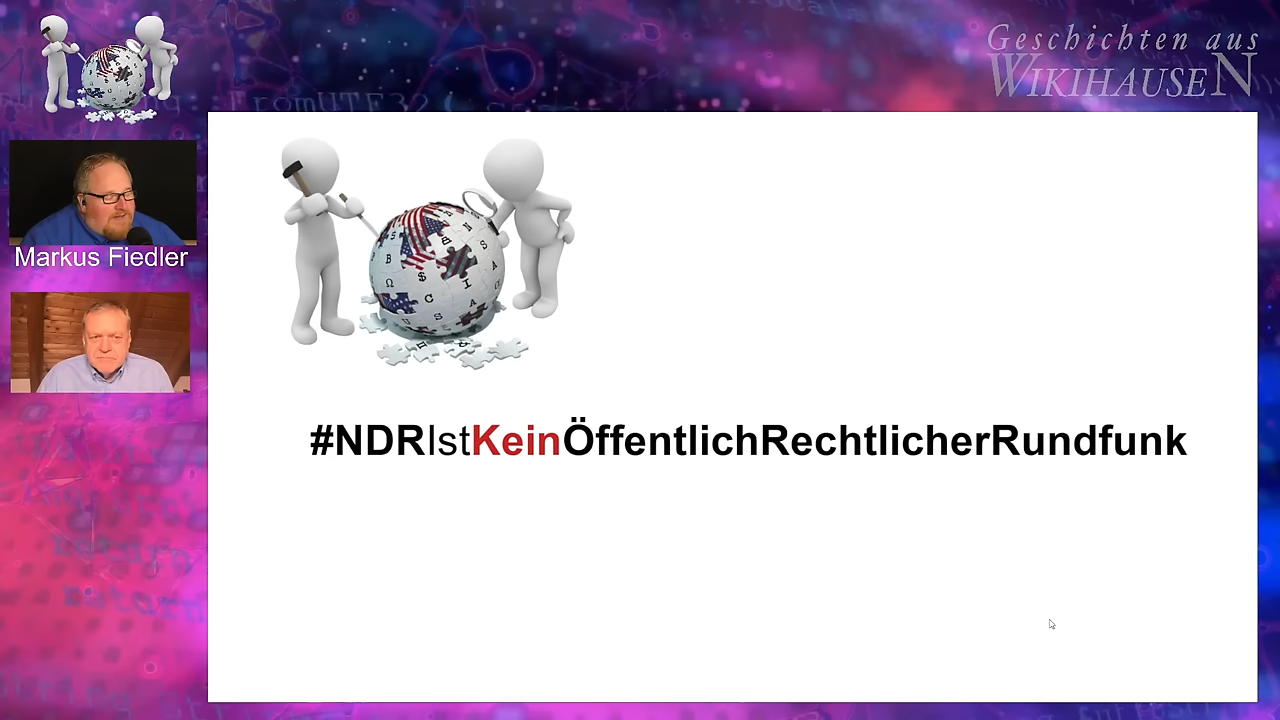 Geschichten aus
WIKIHAUSEN
Markus Fiedler
#NDRIstKeinÖffentlichRechtlicherRundfunk